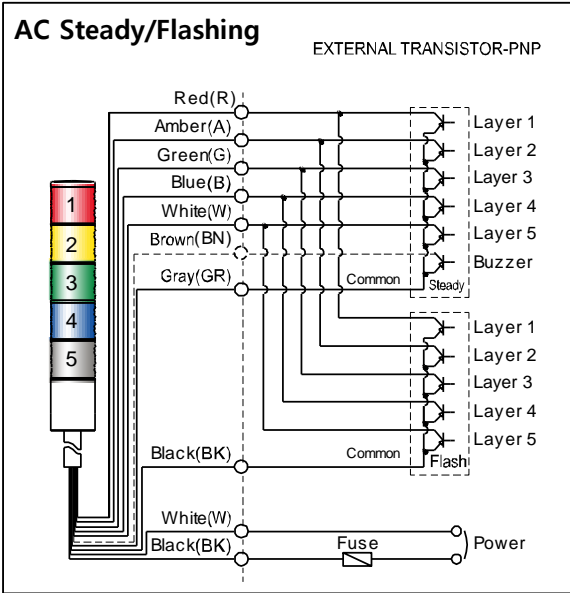 AC Steady/Flashing
EXTERNAL TRANSISTOR-PNP
Red(R)
Amber(A)
Green(G)
Blue(B)
White(W)
Brown(BN)
Gray(GR)
Common
Steady
Layer 1
Layer 2
Layer 3
Layer 4
Layer 5
Buzzer
1
2
3
4
5
Layer 1
Layer 2
Layer 3
Layer 4
Layer 5
Black(BK)
Common
Flash
White(W)
Black(BK)
Fuse
Power